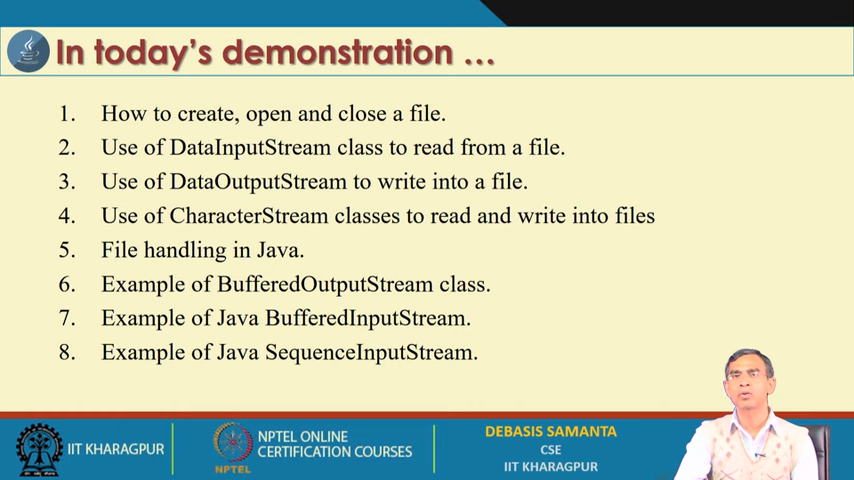 In today's demonstration ...
1. How to create, open and close a file.
2. Use of DataInputStream class to read from a file.
3. Use of DataOutputStream to write into a file.
4. Use of CharacterStream classes to read and write into files
5. File handling in Java.
6. Example of BufferedOutputStream class.
7. Example of Java BufferedInputStream.
8. Example of Java SequenceInputStream.
IIT KHARAGPUR
NPTEL
NPTEL ONLINE
CERTIFICATION COURSES
DEBASIS SAMANTA
CSE
IIT KHARAGPUR